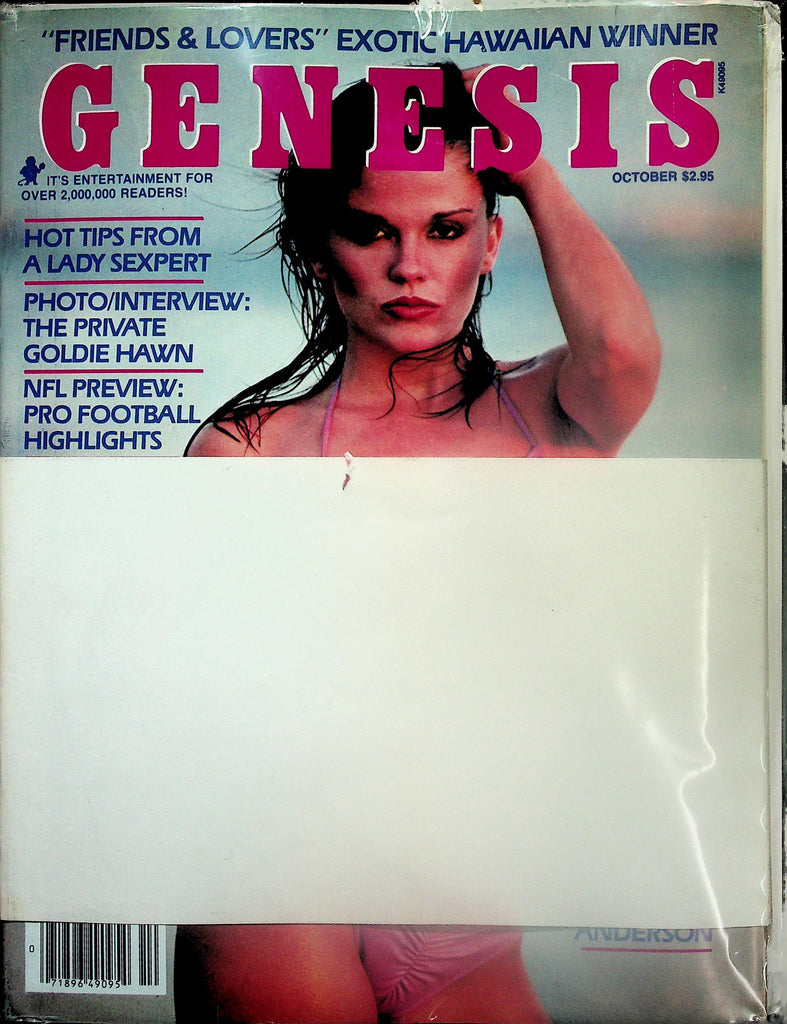 "FRIENDS & LOVERS" EXOTIC HAWAIIAN WINNER
GENESIS
K49095
IT'S ENTERTAINMENT FOR
OVER 2,000,000 READERS!
OCTOBER $2.95
HOT TIPS FROM
A LADY SEXPERT
PHOTO/INTERVIEW:
THE PRIVATE
GOLDIE HAWN
NFL PREVIEW:
PRO FOOTBALL
HIGHLIGHTS
ANDERSON
0
71896 49095